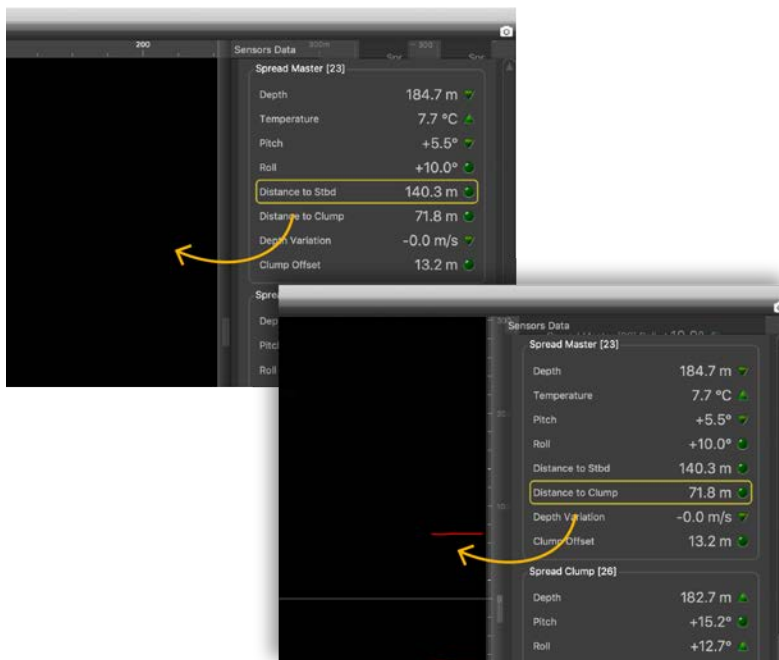 200
Sensors Data
300m
- 300
Spread Master [23]
Depth 184.7 m
Temperature 7.7 °C
Pitch +5.5°
Roll +10.0°
Distance to Stbd 140.3 m
Distance to Clump 71.8 m
Depth Variation -0.0 m/s
Clump Offset 13.2 m
Sensors Data
Spread Master [23]
Depth 184.7 m
Temperature 7.7 °C
Pitch +5.5°
Roll +10.0°
Distance to Stbd 140.3 m
Distance to Clump 71.8 m
Depth Variation -0.0 m/s
Clump Offset 13.2 m
Spread Clump [26]
Depth 182.7 m
Pitch +15.2°
Roll +12.7°